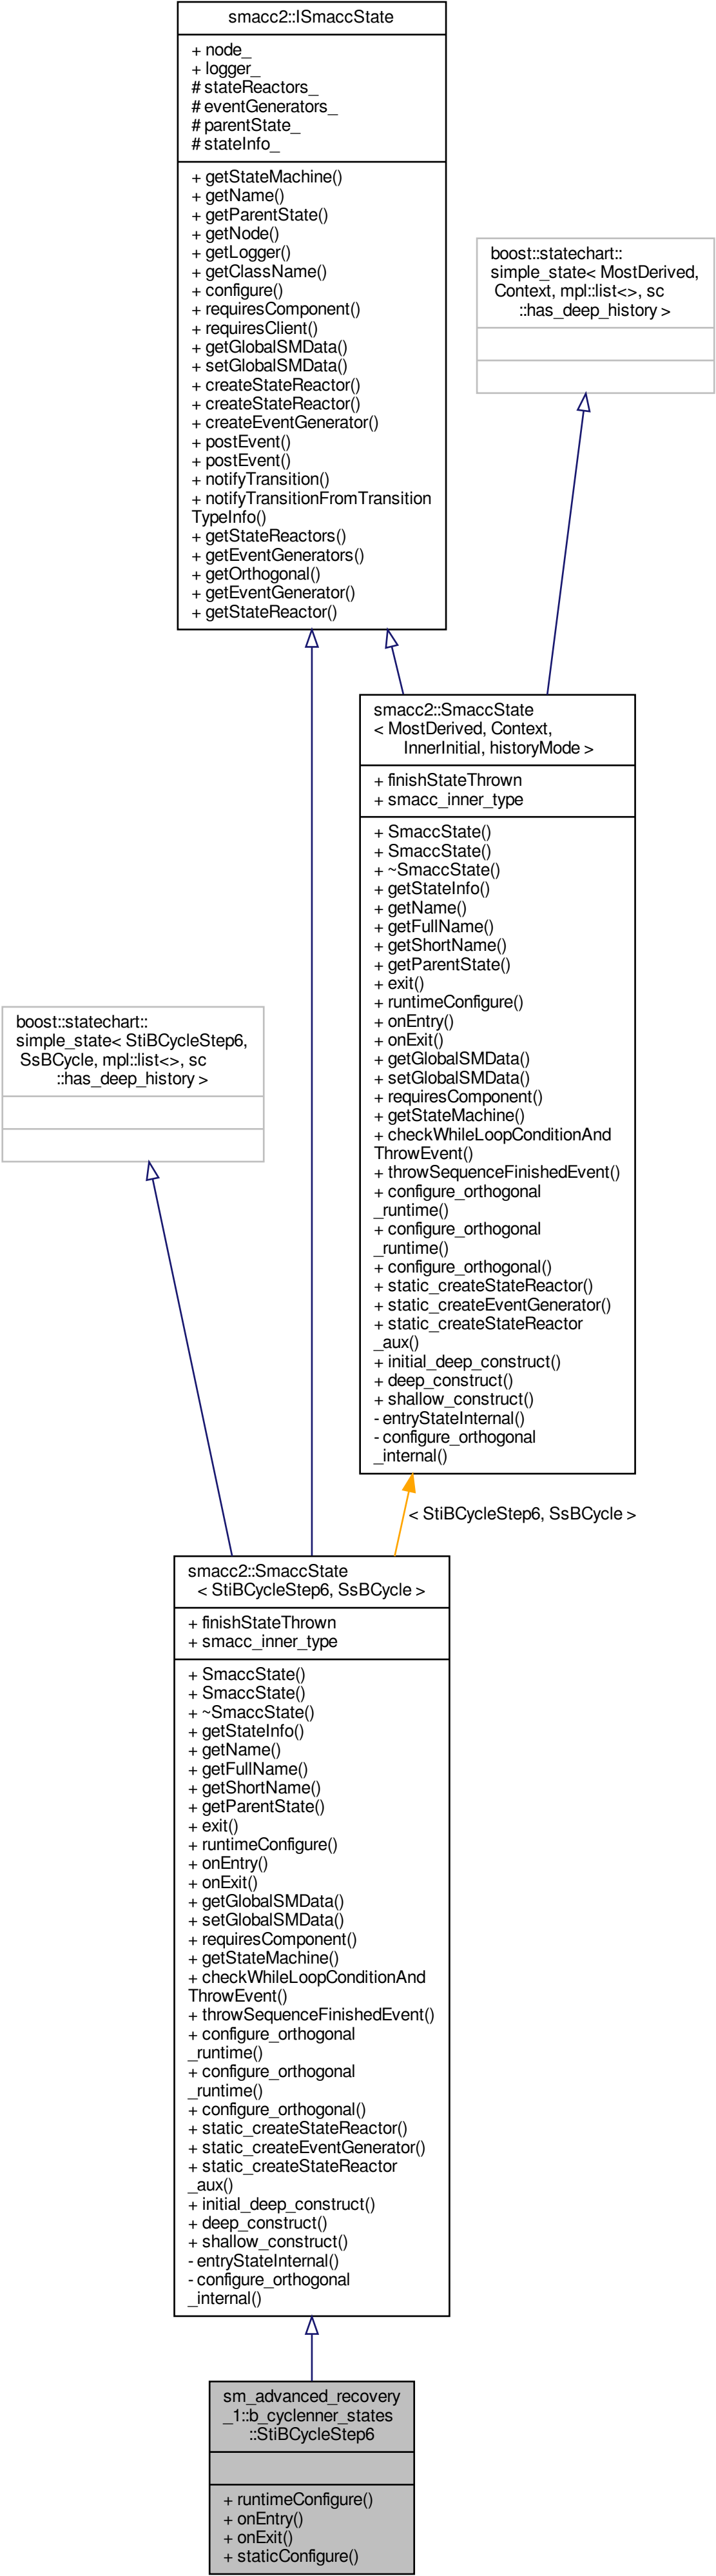 smacc2::ISmaccState
+ node_
+ logger_
# stateReactors_
# eventGenerators_
# parentState_
# stateInfo_
+ getStateMachine()
+ getName()
+ getParentState()
+ getNode()
+ getLogger()
+ getClassName()
+ configure()
+ requiresComponent()
+ requiresClient()
+ getGlobalSMData()
+ setGlobalSMData()
+ createStateReactor()
+ createStateReactor()
+ createEventGenerator()
+ postEvent()
+ postEvent()
+ notifyTransition()
+ notifyTransitionFromTransition
TypeInfo()
+ getStateReactors()
+ getEventGenerators()
+ getOrthogonal()
+ getEventGenerator()
+ getStateReactor()
boost::statechart::
simple_state< MostDerived,
Context, mpl::list<>, sc
::has_deep_history >
smacc2::SmaccState
< MostDerived, Context,
InnerInitial, historyMode >
+ finishStateThrown
+ smacc_inner_type
+ SmaccState()
+ SmaccState()
+ ~SmaccState()
+ getStateInfo()
+ getName()
+ getFullName()
+ getShortName()
+ getParentState()
+ exit()
+ runtimeConfigure()
+ onEntry()
+ onExit()
+ getGlobalSMData()
+ setGlobalSMData()
+ requiresComponent()
+ getStateMachine()
+ checkWhileLoopConditionAnd
ThrowEvent()
+ throwSequenceFinishedEvent()
+ configure_orthogonal
_runtime()
+ configure_orthogonal
_runtime()
+ configure_orthogonal()
+ static_createStateReactor()
+ static_createEventGenerator()
+ static_createStateReactor
_aux()
+ initial_deep_construct()
+ deep_construct()
+ shallow_construct()
- entryStateInternal()
- configure_orthogonal
_internal()
boost::statechart::
simple_state< StiBCycleStep6,
SsBCycle, mpl::list<>, sc
::has_deep_history >
< StiBCycleStep6, SsBCycle >
smacc2::SmaccState
< StiBCycleStep6, SsBCycle >
+ finishStateThrown
+ smacc_inner_type
+ SmaccState()
+ SmaccState()
+ ~SmaccState()
+ getStateInfo()
+ getName()
+ getFullName()
+ getShortName()
+ getParentState()
+ exit()
+ runtimeConfigure()
+ onEntry()
+ onExit()
+ getGlobalSMData()
+ setGlobalSMData()
+ requiresComponent()
+ getStateMachine()
+ checkWhileLoopConditionAnd
ThrowEvent()
+ throwSequenceFinishedEvent()
+ configure_orthogonal
_runtime()
+ configure_orthogonal
_runtime()
+ configure_orthogonal()
+ static_createStateReactor()
+ static_createEventGenerator()
+ static_createStateReactor
_aux()
+ initial_deep_construct()
+ deep_construct()
+ shallow_construct()
- entryStateInternal()
- configure_orthogonal
_internal()
sm_advanced_recovery
_1::b_cyclenner_states
::StiBCycleStep6
+ runtimeConfigure()
+ onEntry()
+ onExit()
+ staticConfigure()